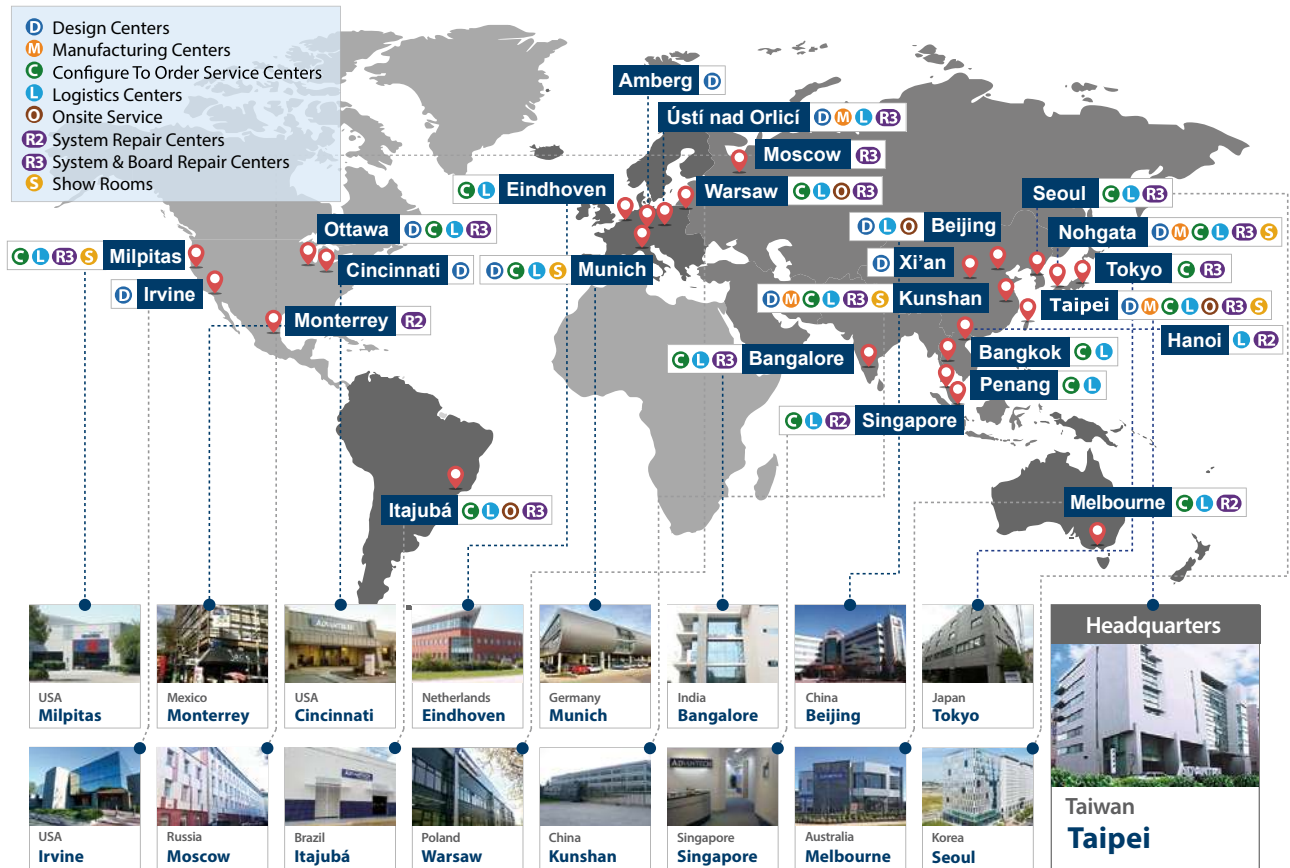 D Design Centers
M Manufacturing Centers
C Configure To Order Service Centers
L Logistics Centers
O Onsite Service
R2 System Repair Centers
R3 System & Board Repair Centers
S Show Rooms
Amberg D
Ústí nad Orlicí D M L R3
Moscow R3
C L Eindhoven
Warsaw C L O R3
Seoul C L R3
Ottawa D C L R3
D L O Beijing
Nohgata D M C L R3 S
C L R3 S Milpitas
Cincinnati D
D C L S Munich
D Xi'an
Tokyo C R3
D Irvine
D M C L R3 S Kunshan
Taipei D M C L O R3 S
Monterrey R2
Hanoi L R2
C L R3 Bangalore
Bangkok C L
Penang C L
C L R2 Singapore
Itajubá C L O R3
Melbourne C L R2
Headquarters
ADVANTECH
USA
Milpitas
Mexico
Monterrey
USA
Cincinnati
Netherlands
Eindhoven
Germany
Munich
India
Bangalore
China
Beijing
Japan
Tokyo
ADVANTECH
ADVANTECH
Taiwan
Taipei
USA
Irvine
Russia
Moscow
Brazil
Itajubá
Poland
Warsaw
China
Kunshan
Singapore
Singapore
Australia
Melbourne
Korea
Seoul